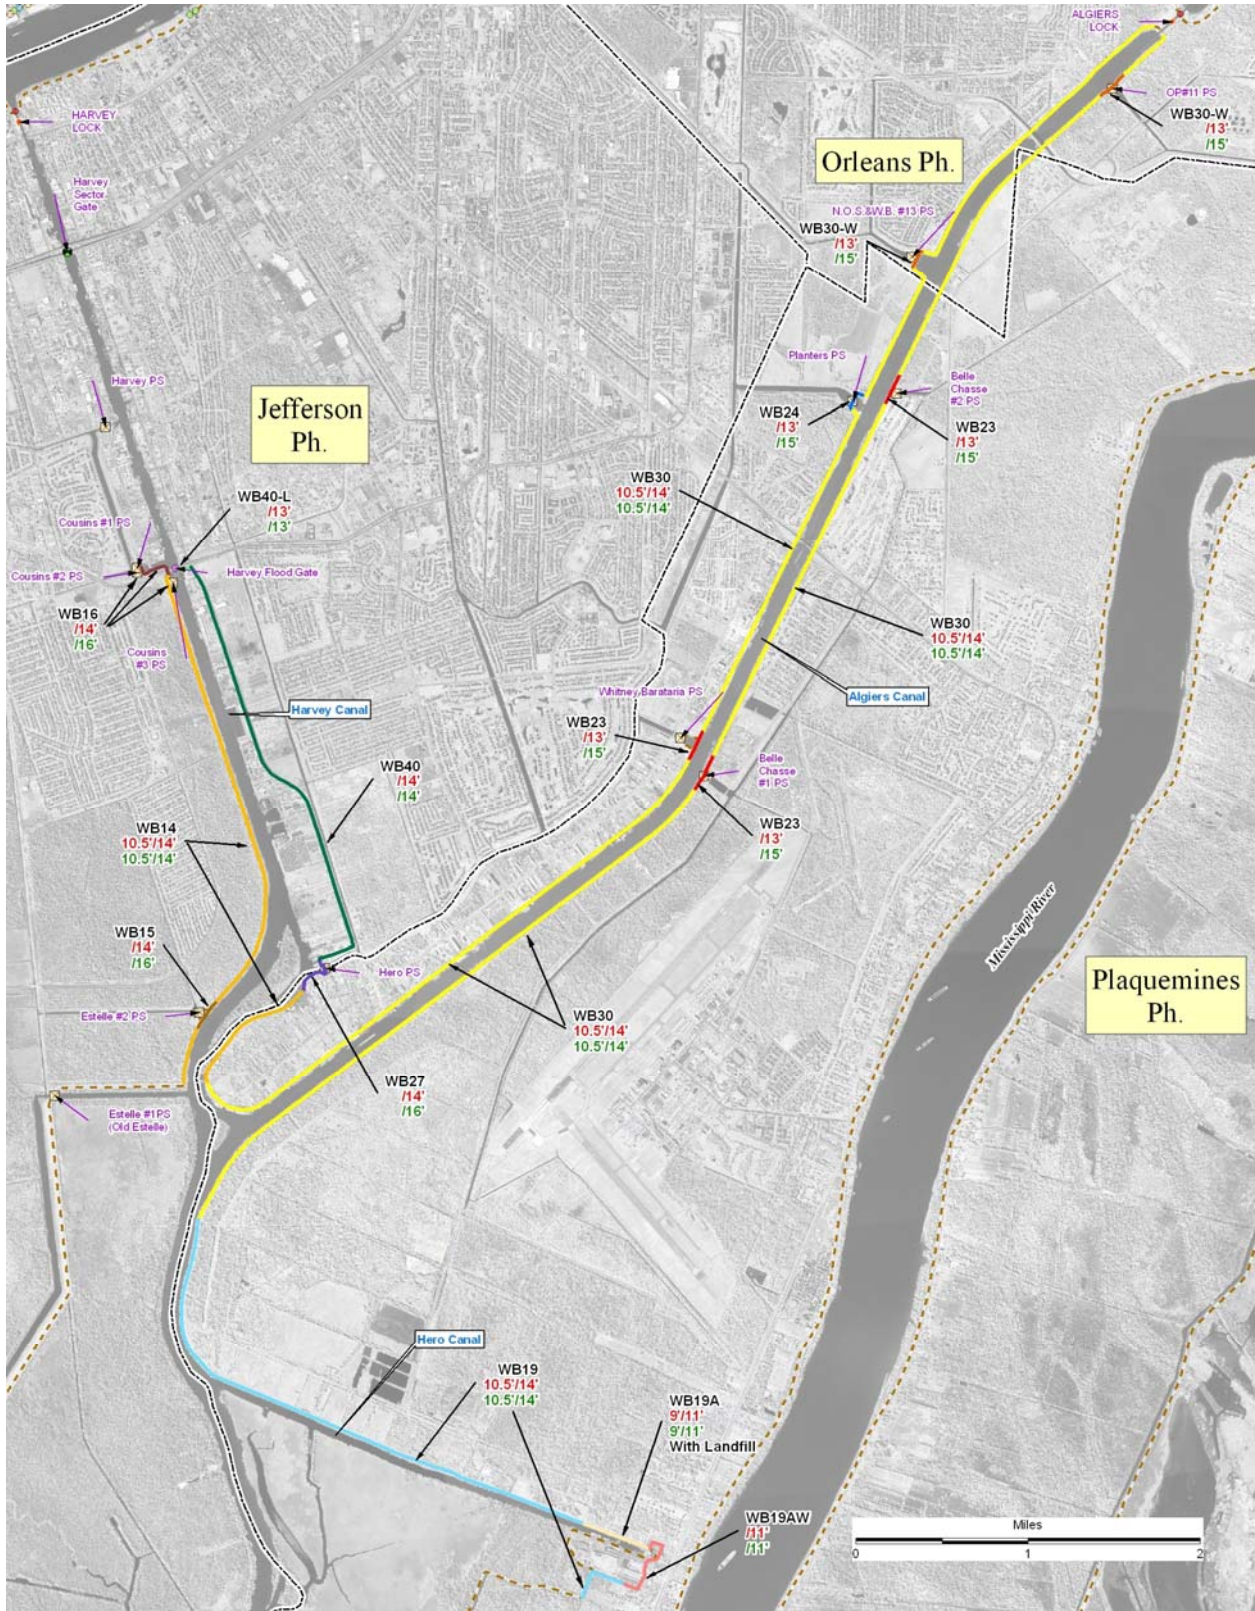 ALGIERS
LOCK
HARVEY
LOCK
OP#11 PS
WB30-W
/13'
/15'
Orleans Ph.
Harvey
Sector
Gate
N.O.S.&W.B. #13 PS
WB30-W
/13'
/15'
Planters PS
Belle
Chasse
#2 PS
Harvey PS
Jefferson
Ph.
WB24
/13'
/15'
WB23
/13'
/15'
WB30
10.5'/14'
10.5'/14'
WB40-L
/13'
/13'
Cousins #1 PS
Cousins #2 PS
Harvey Flood Gate
WB16
/14'
/16'
WB30
10.5'/14'
10.5'/14'
Cousins
#3 PS
Whitney Barataria PS
Algiers Canal
Harvey Canal
WB23
/13'
/15'
WB40
/14'
/14'
Belle
Chasse
#1 PS
WB14
10.5'/14'
10.5'/14'
WB23
/13'
/15'
Mississippi River
WB15
/14'
/16'
Hero PS
Plaquemines
Ph.
Estelle #2 PS
WB30
10.5'/14'
10.5'/14'
WB27
/14'
/16'
Estelle #1PS
(Old Estelle)
Hero Canal
WB19
10.5'/14'
10.5'/14'
WB19A
9'/11'
9'/11'
With Landfill
WB19AW
/11'
/11'
Miles
0 1 2